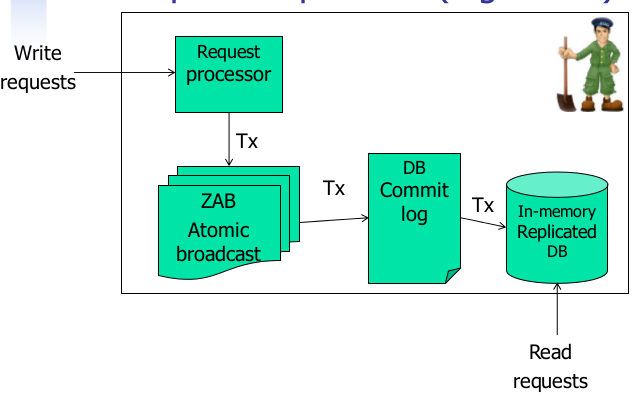 Write
requests
Request
processor
Tx
ZAB
Atomic
broadcast
Tx
DB
Commit
log
Tx
In-memory
Replicated
DB
Read
requests